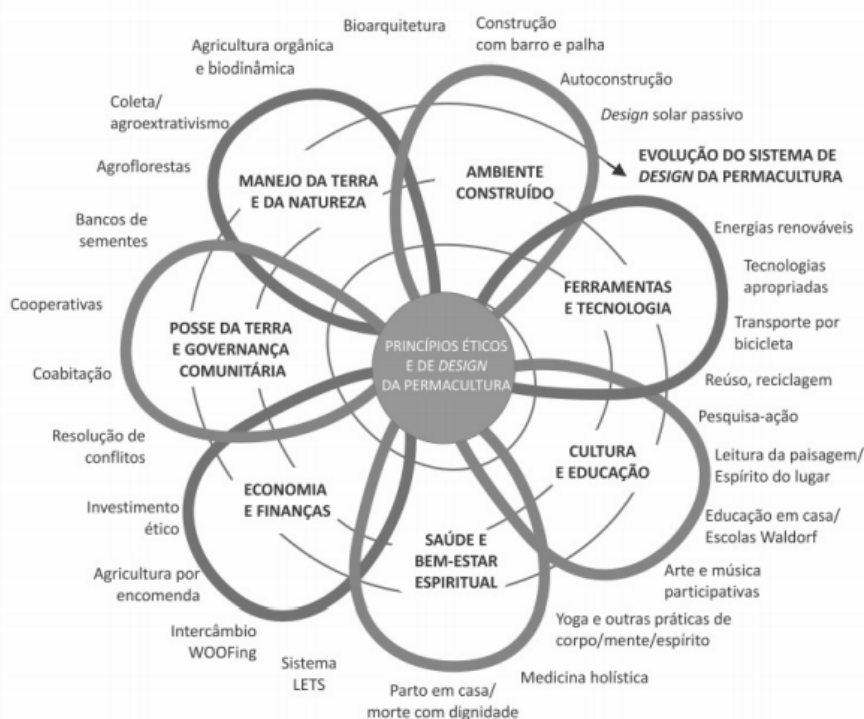 Bioarquitetura
Construção
com barro e palha
Autoconstrução
Design solar passivo
EVOLUÇÃO DO SISTEMA DE
DESIGN DA PERMACULTURA
Agricultura orgânica
e biodinâmica
Coleta/
agroextrativismo
Agroflorestas
MANEJO DA TERRA
E DA NATUREZA
AMBIENTE
CONSTRUÍDO
Bancos de
sementes
Cooperativas
Coabitação
Resolução de
conflitos
POSSE DA TERRA
E GOVERNANÇA
COMUNITÁRIA
PRINCÍPIOS ÉTICOS
E DE DESIGN
DA PERMACULTURA
FERRAMENTAS
E TECNOLOGIA
Energias renováveis
Tecnologias
apropriadas
Transporte por
bicicleta
Reúso, reciclagem
Pesquisa-ação
Leitura da paisagem/
Espírito do lugar
Educação em casa/
Escolas Waldorf
Arte e música
participativas
CULTURA
E EDUCAÇÃO
ECONOMIA
E FINANÇAS
Investimento
ético
Agricultura por
encomenda
Intercâmbio
WOOFing
Sistema
LETS
SAÚDE E
BEM-ESTAR
ESPIRITUAL
Yoga e outras práticas de
corpo/mente/espírito
Medicina holística
Parto em casa/
morte com dignidade